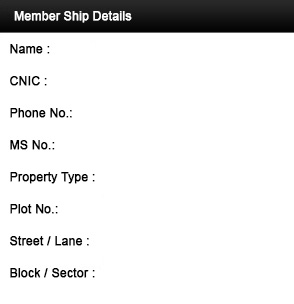 Member Ship Details
Name :
CNIC :
Phone No.:
MS No.:
Property Type :
Plot No.:
Street / Lane :
Block / Sector :